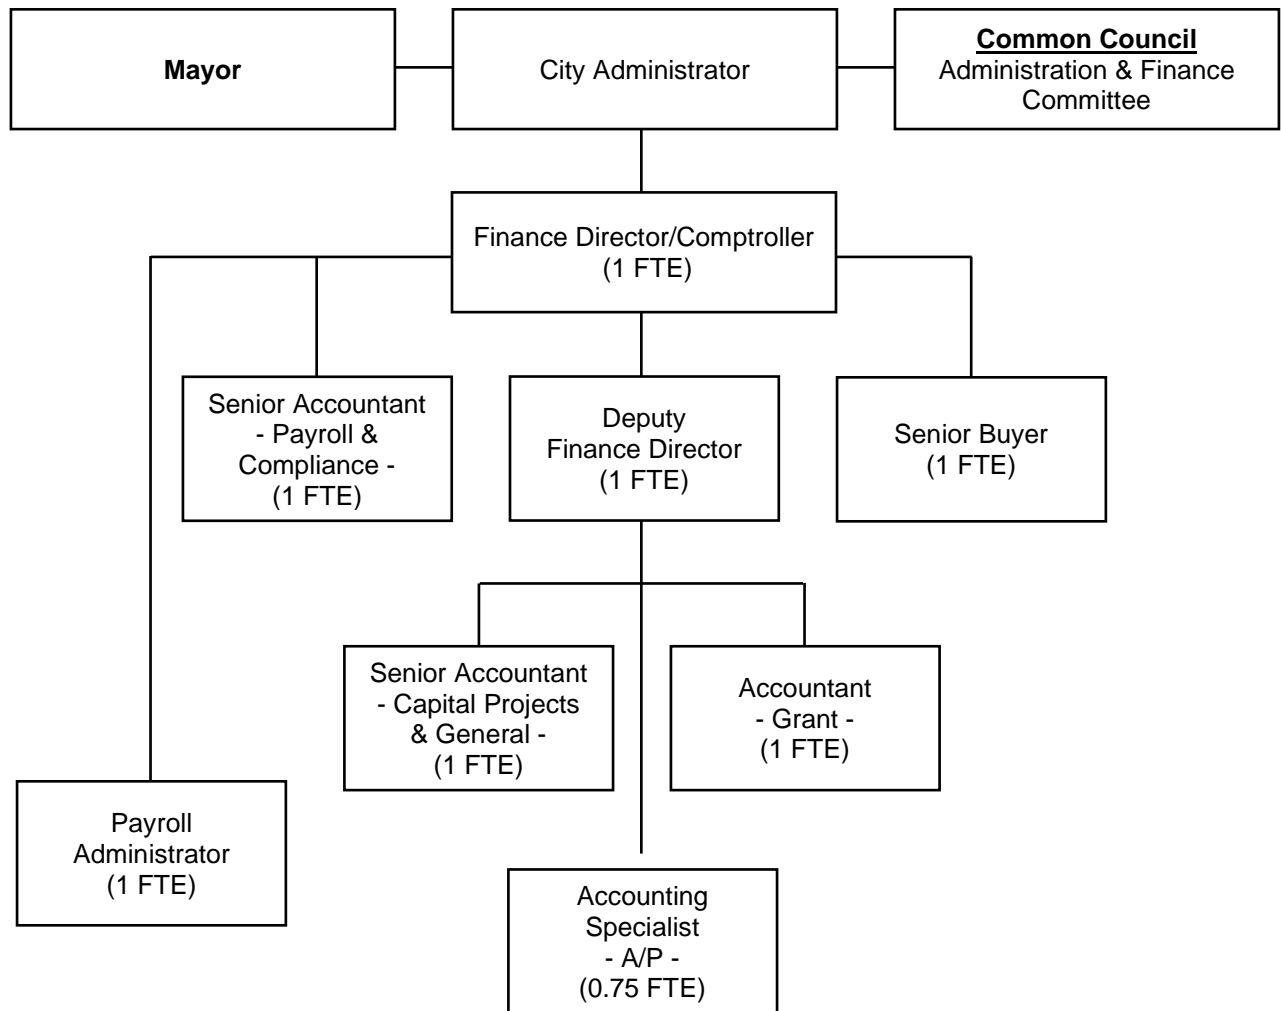 Mayor
City Administrator
Common Council
Administration & Finance
Committee
Finance Director/Comptroller
(1 FTE)
Senior Accountant
- Payroll &
Compliance -
(1 FTE)
Deputy
Finance Director
(1 FTE)
Senior Buyer
(1 FTE)
Senior Accountant
- Capital Projects
& General -
(1 FTE)
Accountant
- Grant -
(1 FTE)
Payroll
Administrator
(1 FTE)
Accounting
Specialist
- A/P -
(0.75 FTE)